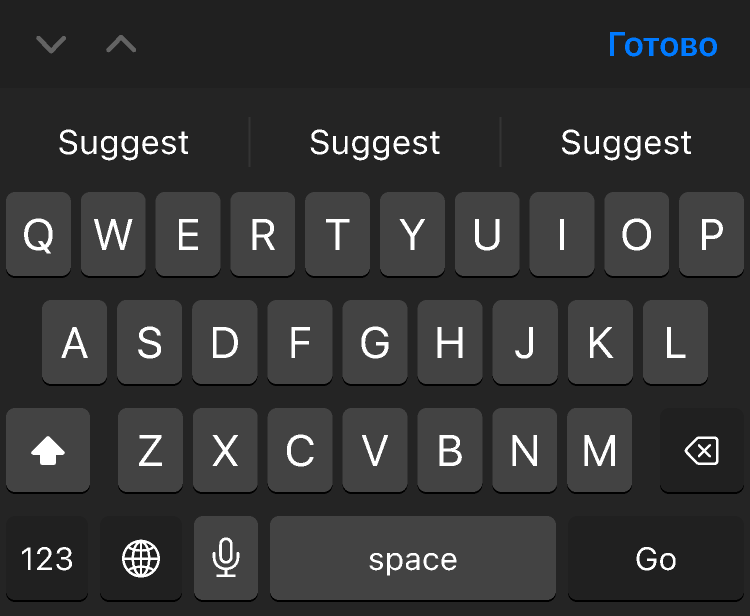 Готово
Suggest Suggest Suggest
Q W E R T Y U I O P
A S D F G H J K L
Z X C V B N M
123 space Go